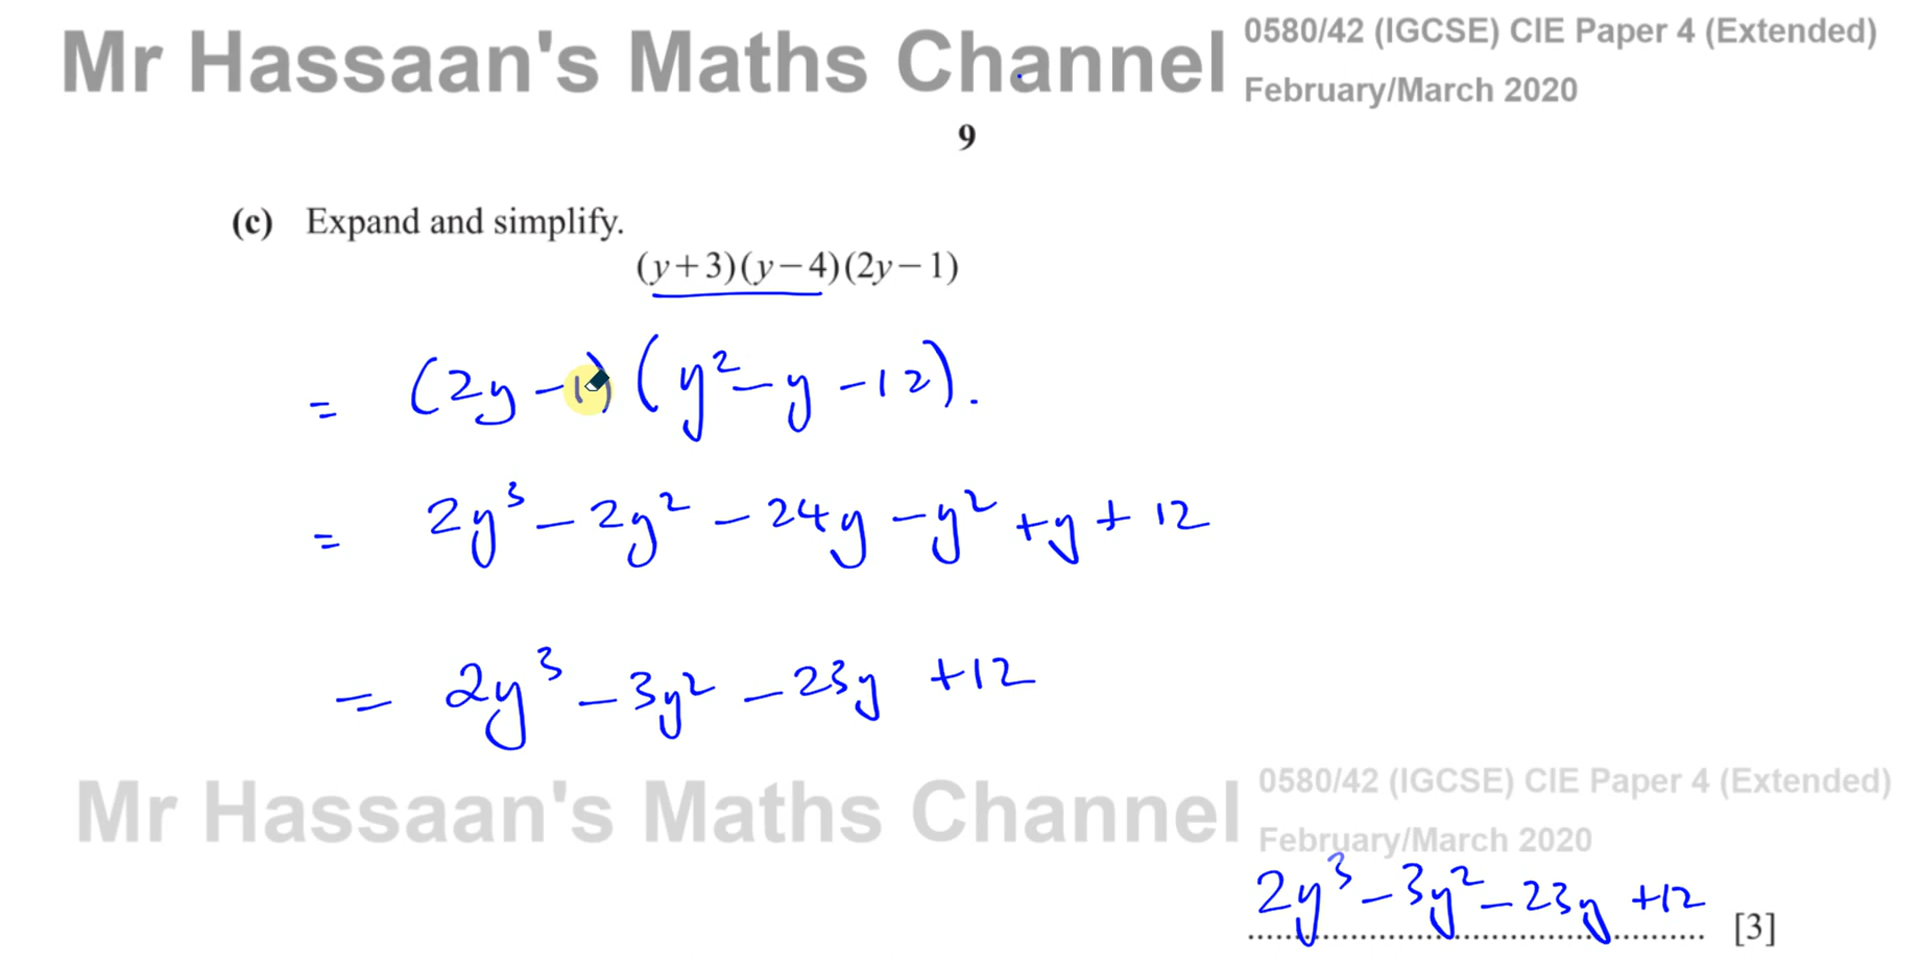 Mr Hassaan's Maths Channel
0580/42 (IGCSE) CIE Paper 4 (Extended)
February/March 2020
9
(c) Expand and simplify.
(y+3)(y−4)(2y−1)
= (2y −1) (y² − y −12).
= 2y³ − 2y² − 24y − y² + y + 12
= 2y³ − 3y² − 23y +12
Mr Hassaan's Maths Channel
0580/42 (IGCSE) CIE Paper 4 (Extended)
February/March 2020
2y³ − 3y² − 23y +12
[3]